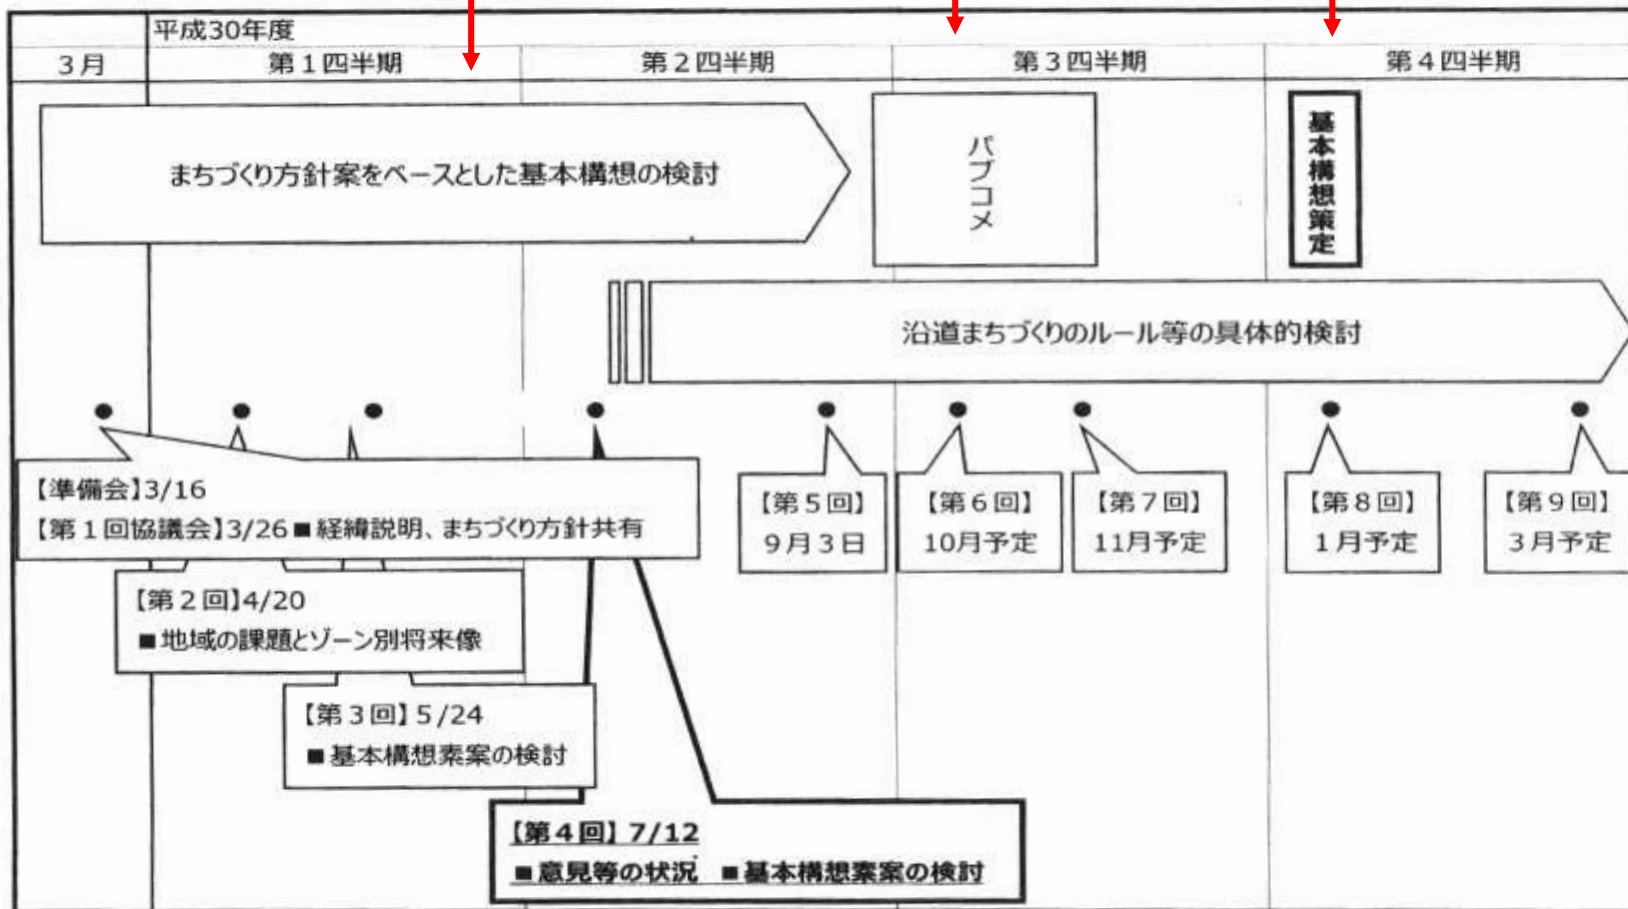 平成30年度
3月
第1四半期
第2四半期
第3四半期
第4四半期
まちづくり方針案をベースとした基本構想の検討
パブコメ
基本構想策定
沿道まちづくりのルール等の具体的検討
【準備会】3/16
【第1回協議会】3/26■経緯説明、まちづくり方針共有
【第2回】4/20
■地域の課題とゾーン別将来像
【第3回】5/24
■基本構想素案の検討
【第4回】7/12
■意見等の状況 ■基本構想素案の検討
【第5回】
9月3日
【第6回】
10月予定
【第7回】
11月予定
【第8回】
1月予定
【第9回】
3月予定